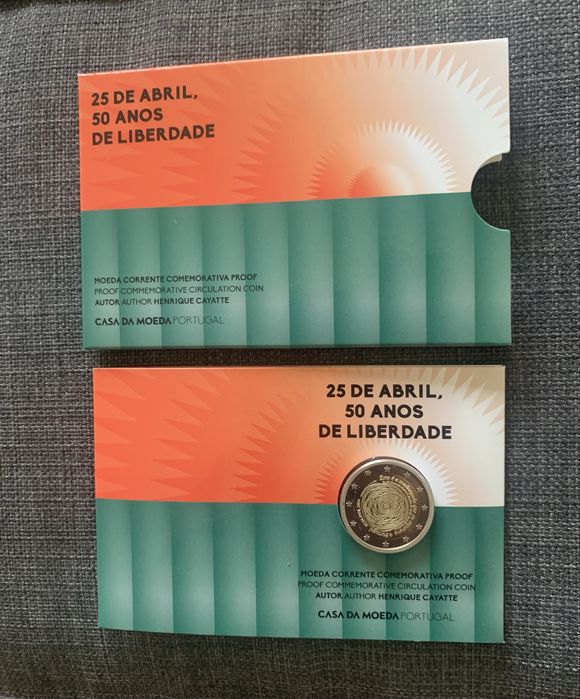 25 DE ABRIL,
50 ANOS
DE LIBERDADE
MOEDA CORRENTE COMEMORATIVA PROOF
PROOF COMMEMORATIVE CIRCULATION COIN
AUTOR AUTHOR HENRIQUE CAYATTE
CASA DA MOEDA PORTUGAL
25 DE ABRIL,
50 ANOS
DE LIBERDADE
MOEDA CORRENTE COMEMORATIVA PROOF
PROOF COMMEMORATIVE CIRCULATION COIN
AUTOR AUTHOR HENRIQUE CAYATTE
CASA DA MOEDA PORTUGAL